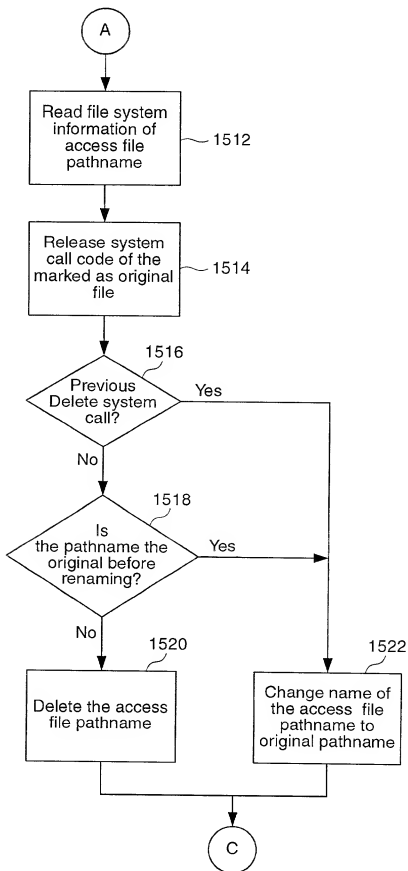 A
Read file system
information of
access file
pathname
1512
Release system
call code of the
marked as original
file
1514
1516
Previous
Delete system
call?
Yes
No
1518
Is
the pathname the
original before
renaming?
Yes
No
1520
Delete the access
file pathname
1522
Change name of
the access file
pathname to
original pathname
C